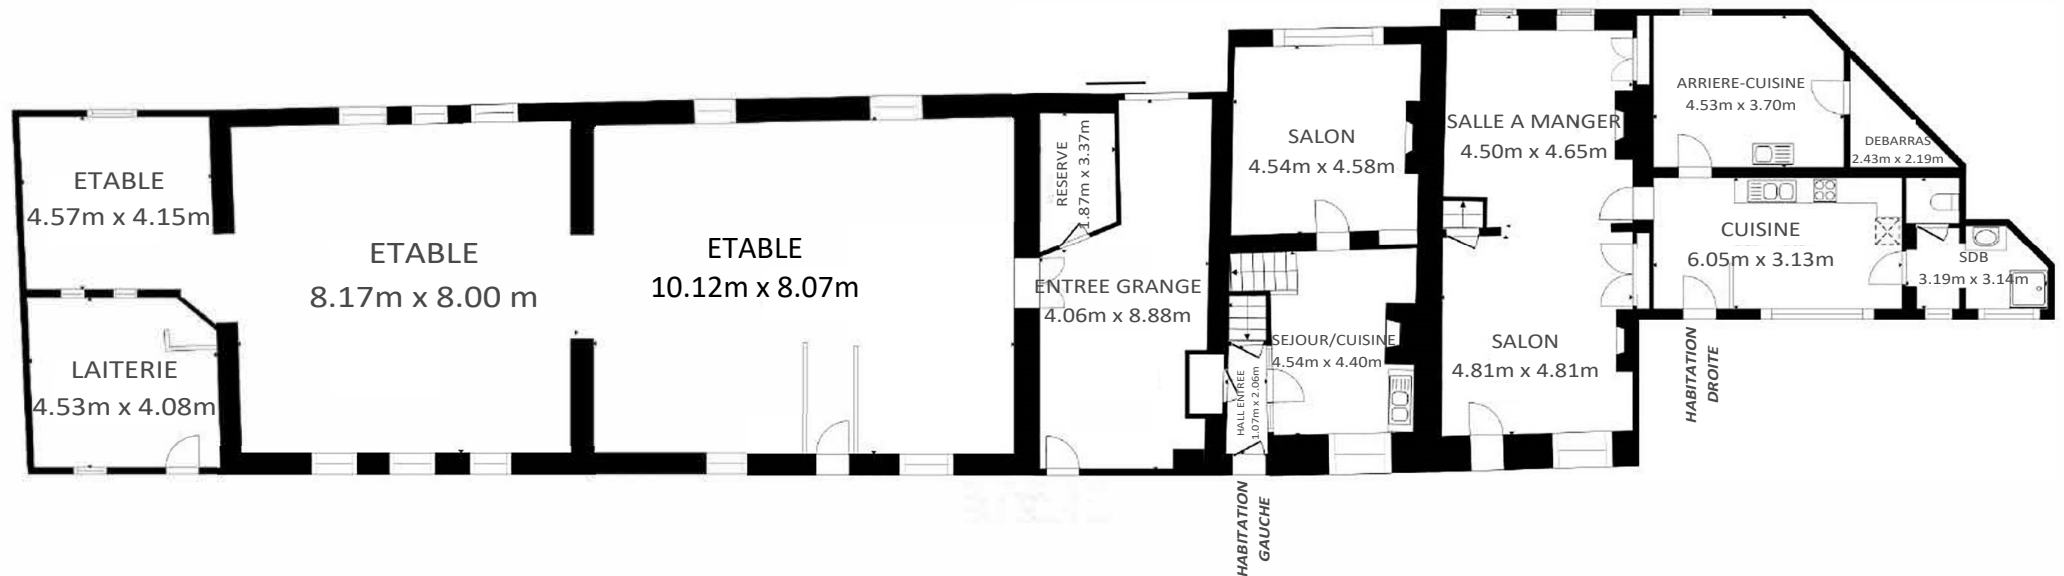 ETABLE
4.57m x 4.15m
LAITERIE
4.53m x 4.08m
ETABLE
8.17m x 8.00 m
ETABLE
10.12m x 8.07m
RESERVE
1.87m x 3.37m
ENTREE GRANGE
4.06m x 8.88m
SALON
4.54m x 4.58m
SEJOUR/CUISINE
4.54m x 4.40m
HALL ENTREE
1.07m x 2.06m
HABITATION
GAUCHE
SALLE A MANGER
4.50m x 4.65m
SALON
4.81m x 4.81m
ARRIERE-CUISINE
4.53m x 3.70m
DEBARRAS
2.43m x 2.19m
CUISINE
6.05m x 3.13m
SDB
3.19m x 3.14m
HABITATION
DROITE